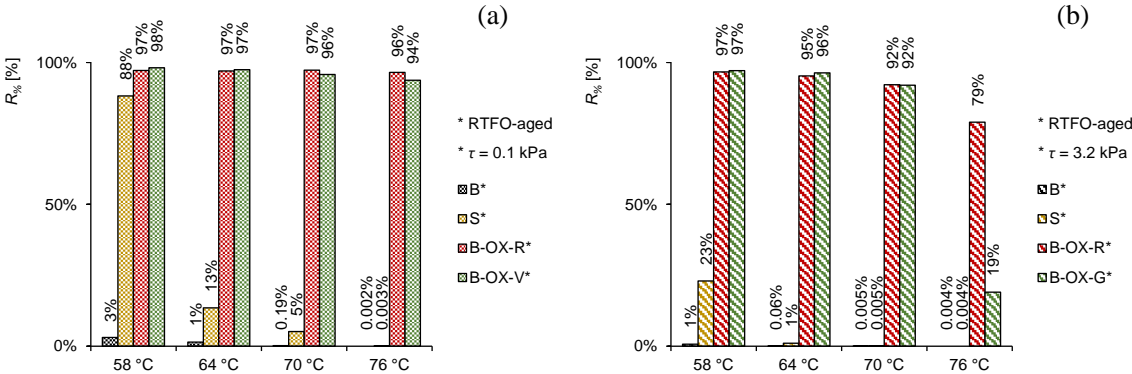 (a)
R% [%]
100%
50%
0%
3%
88%
97%
98%
1%
13%
97%
97%
0.19%
5%
97%
96%
0.002%
0.003%
96%
94%
58 °C
64 °C
70 °C
76 °C
* RTFO-aged
* τ = 0.1 kPa
B*
S*
B-OX-R*
B-OX-V*
(b)
R% [%]
100%
50%
0%
1%
23%
97%
97%
0.06%
1%
95%
96%
0.005%
0.005%
92%
92%
0.004%
0.004%
79%
19%
58 °C
64 °C
70 °C
76 °C
* RTFO-aged
* τ = 3.2 kPa
B*
S*
B-OX-R*
B-OX-G*